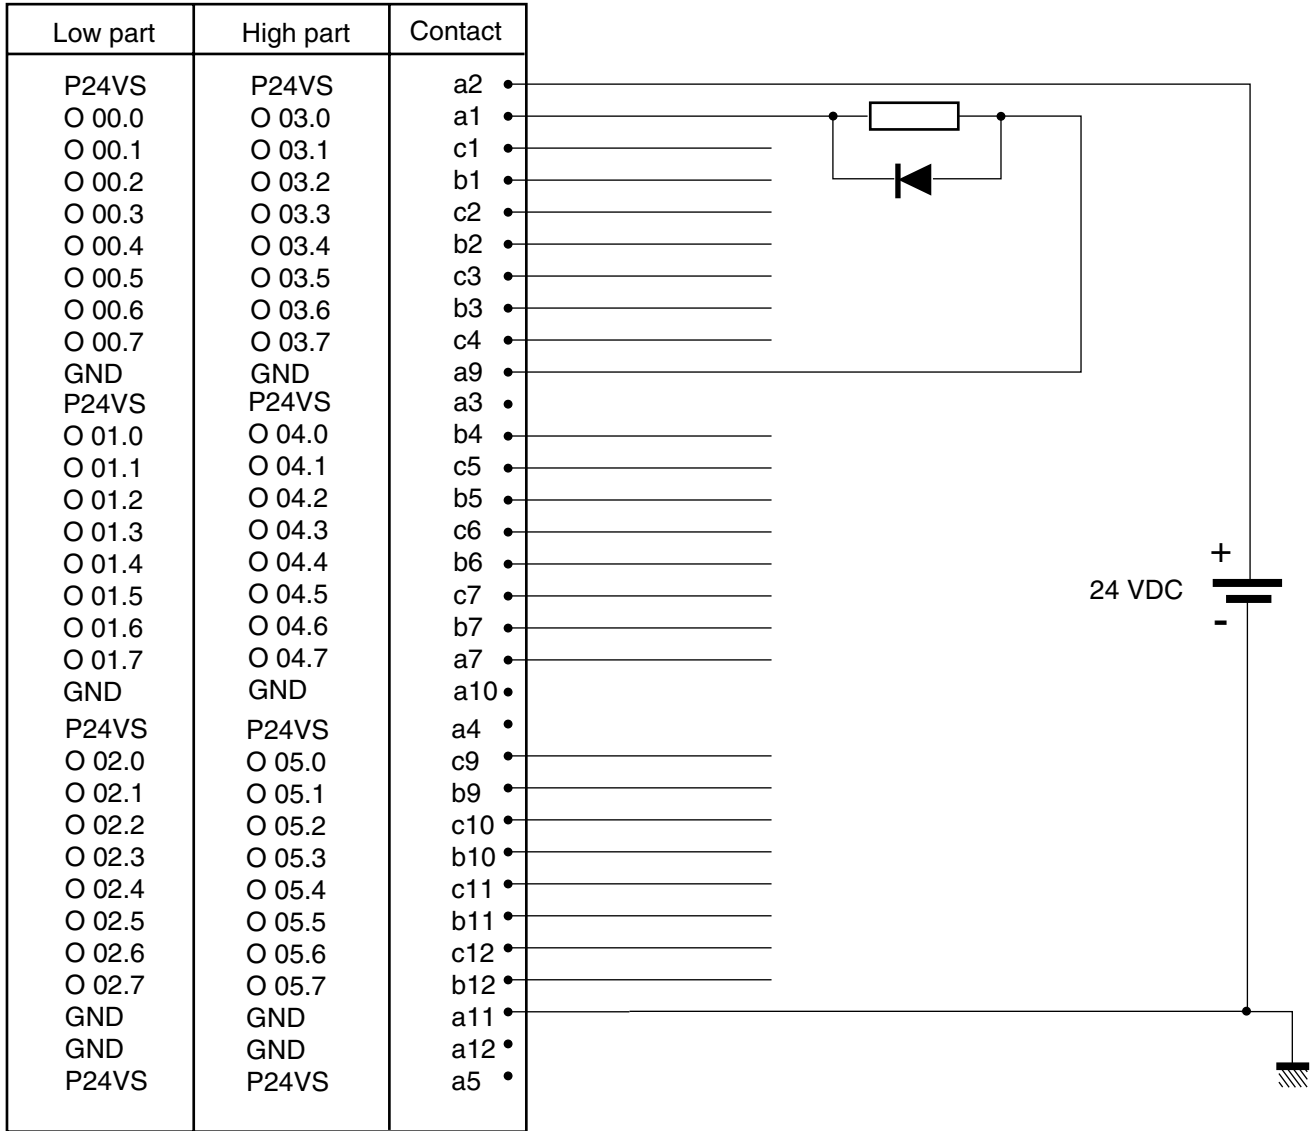 Low part High part Contact
P24VS P24VS a2
O 00.0 O 03.0 a1
O 00.1 O 03.1 c1
O 00.2 O 03.2 b1
O 00.3 O 03.3 c2
O 00.4 O 03.4 b2
O 00.5 O 03.5 c3
O 00.6 O 03.6 b3
O 00.7 O 03.7 c4
GND GND a9
P24VS P24VS a3
O 01.0 O 04.0 b4
O 01.1 O 04.1 c5
O 01.2 O 04.2 b5
O 01.3 O 04.3 c6
O 01.4 O 04.4 b6
O 01.5 O 04.5 c7
O 01.6 O 04.6 b7
O 01.7 O 04.7 a7
GND GND a10
P24VS P24VS a4
O 02.0 O 05.0 c9
O 02.1 O 05.1 b9
O 02.2 O 05.2 c10
O 02.3 O 05.3 b10
O 02.4 O 05.4 c11
O 02.5 O 05.5 b11
O 02.6 O 05.6 c12
O 02.7 O 05.7 b12
GND GND a11
GND GND a12
P24VS P24VS a5
+
24 VDC
-